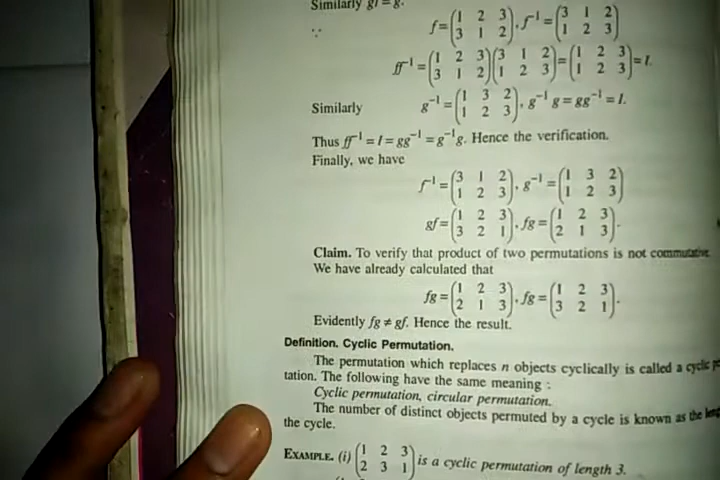 Similarly gI = g.
∵ f = (1 2 3 / 3 1 2), f⁻¹ = (3 1 2 / 1 2 3)
ff⁻¹ = (1 2 3 / 3 1 2)(3 1 2 / 1 2 3) = (1 2 3 / 1 2 3) = I.
Similarly g⁻¹ = (1 3 2 / 1 2 3), g⁻¹ g = gg⁻¹ = I.
Thus ff⁻¹ = I = gg⁻¹ = g⁻¹g. Hence the verification.
Finally, we have
f⁻¹ = (3 1 2 / 1 2 3), g⁻¹ = (1 3 2 / 1 2 3)
gf = (1 2 3 / 3 2 1), fg = (1 2 3 / 2 1 3).
Claim. To verify that product of two permutations is not commutative
We have already calculated that
fg = (1 2 3 / 2 1 3), fg = (1 2 3 / 3 2 1).
Evidently fg ≠ gf. Hence the result.
Definition. Cyclic Permutation.
The permutation which replaces n objects cyclically is called a cyclic
tation. The following have the same meaning :
Cyclic permutation, circular permutation.
The number of distinct objects permuted by a cycle is known as the
the cycle.
EXAMPLE. (i) (1 2 3 / 2 3 1) is a cyclic permutation of length 3.